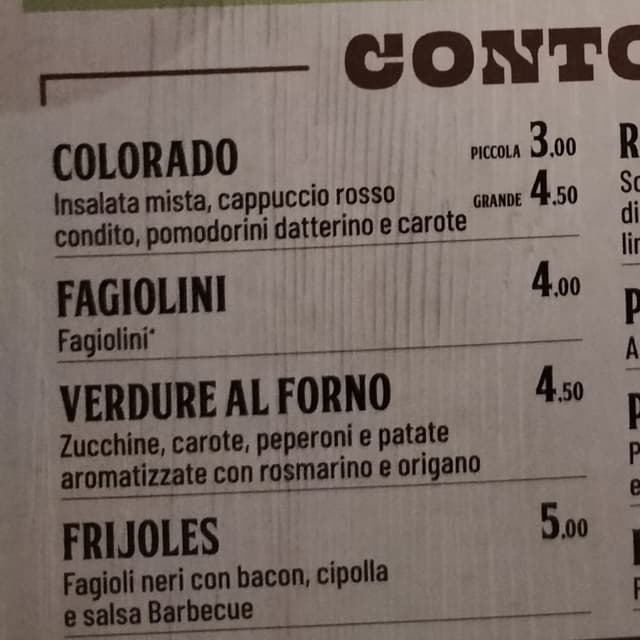 CONTO
COLORADO
PICCOLA 3,00
Insalata mista, cappuccio rosso
GRANDE 4,50
condito, pomodorini datterino e carote
FAGIOLINI
4,00
Fagiolini*
VERDURE AL FORNO
4,50
Zucchine, carote, peperoni e patate
aromatizzate con rosmarino e origano
FRIJOLES
5,00
Fagioli neri con bacon, cipolla
e salsa Barbecue